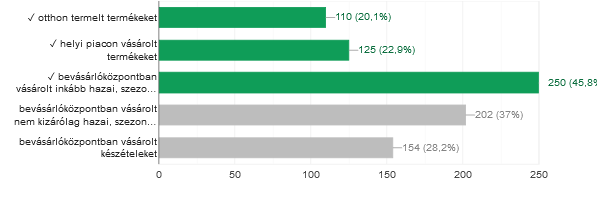 ✓ otthon termelt termékeket
110 (20,1%)
✓ helyi piacon vásárolt
termékeket
125 (22,9%)
✓ bevásárlóközpontban
vásárolt inkább hazai, szezo...
250 (45,8%
bevásárlóközpontban vásárolt
nem kizárólag hazai, szezon...
202 (37%)
bevásárlóközpontban vásárolt
készételeket
154 (28,2%)
0 50 100 150 200 250